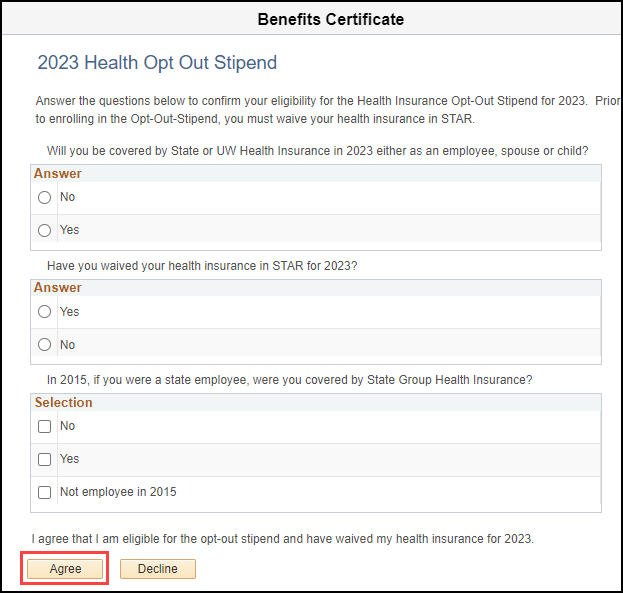 Benefits Certificate
2023 Health Opt Out Stipend
Answer the questions below to confirm your eligibility for the Health Insurance Opt-Out Stipend for 2023.  Prior
to enrolling in the Opt-Out-Stipend, you must waive your health insurance in STAR.
Will you be covered by State or UW Health Insurance in 2023 either as an employee, spouse or child?
Answer
No
Yes
Have you waived your health insurance in STAR for 2023?
Answer
Yes
No
In 2015, if you were a state employee, were you covered by State Group Health Insurance?
Selection
No
Yes
Not employee in 2015
I agree that I am eligible for the opt-out stipend and have waived my health insurance for 2023.
Agree Decline